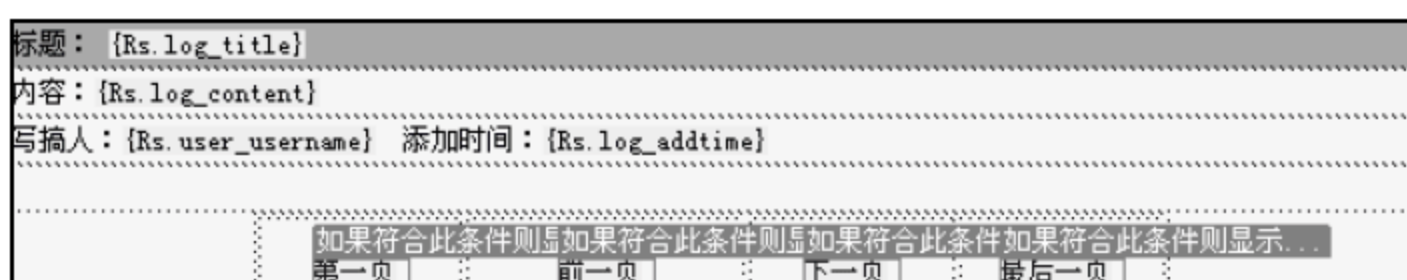 标题： {Rs.log_title}
内容：{Rs.log_content}
写搞人：{Rs.user_username} 添加时间：{Rs.log_addtime}
如果符合此条件则显如果符合此条件则显如果符合此条件如果符合此条件则显示...
第一页 前一页 下一页 最后一页